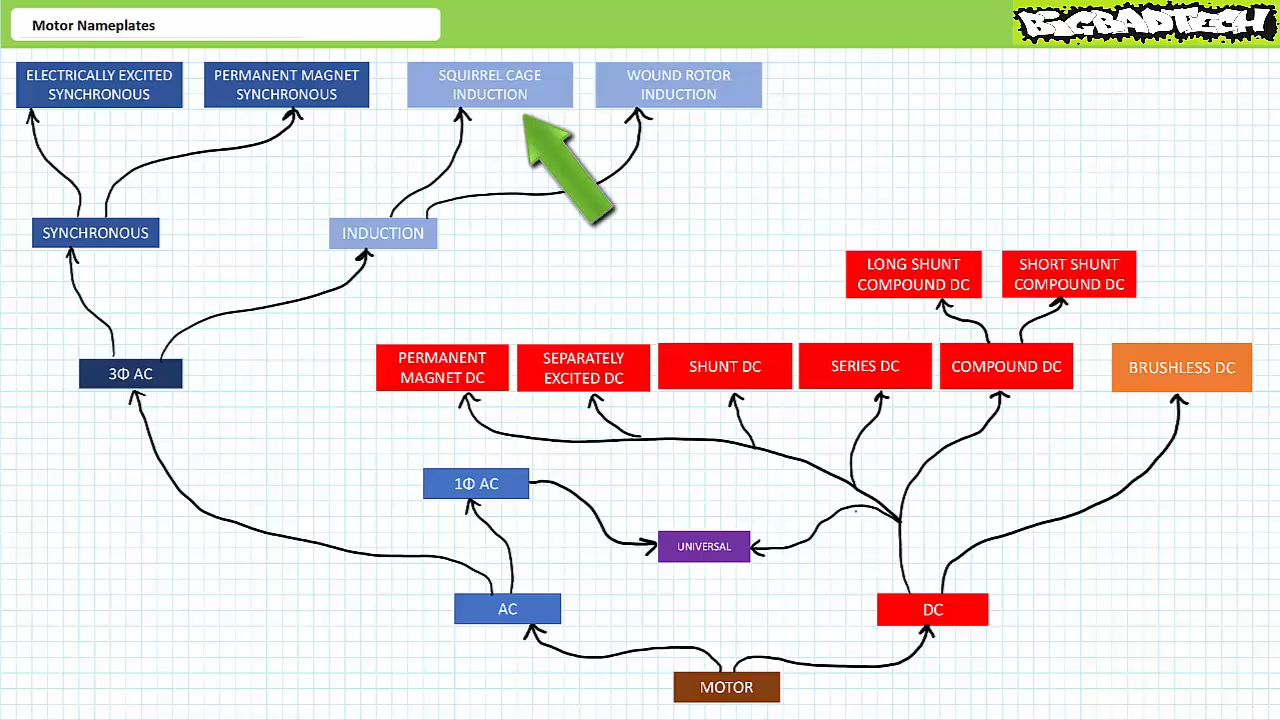 Motor Nameplates
BIGBADTECH
ELECTRICALLY EXCITED
SYNCHRONOUS
PERMANENT MAGNET
SYNCHRONOUS
SQUIRREL CAGE
INDUCTION
WOUND ROTOR
INDUCTION
SYNCHRONOUS
INDUCTION
LONG SHUNT
COMPOUND DC
SHORT SHUNT
COMPOUND DC
3Φ AC
PERMANENT
MAGNET DC
SEPARATELY
EXCITED DC
SHUNT DC
SERIES DC
COMPOUND DC
BRUSHLESS DC
1Φ AC
UNIVERSAL
AC
DC
MOTOR